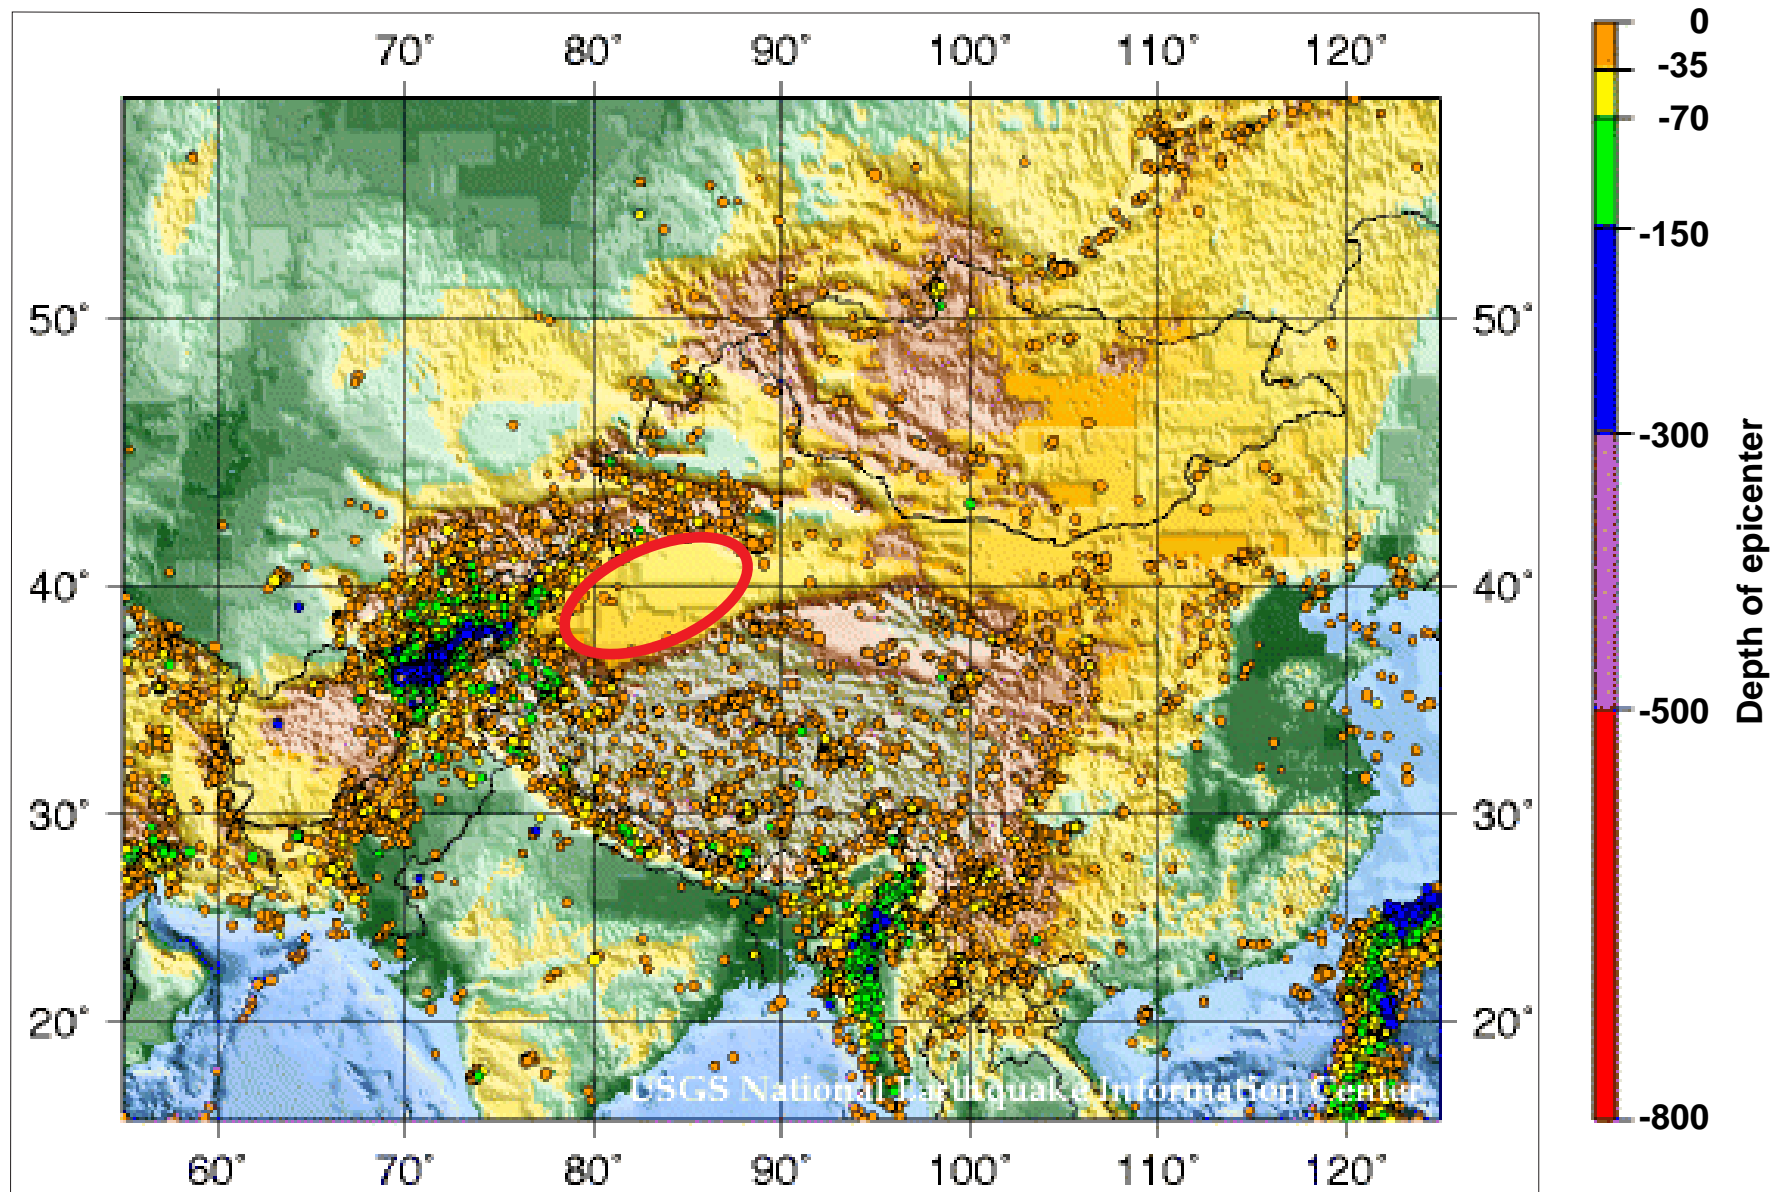 70° 80° 90° 100° 110° 120°
50° 50°
40° 40°
30° 30°
20° 20°
USGS National Earthquake Information Center
60° 70° 80° 90° 100° 110° 120°
0
-35
-70
-150
-300
-500
-800
Depth of epicenter